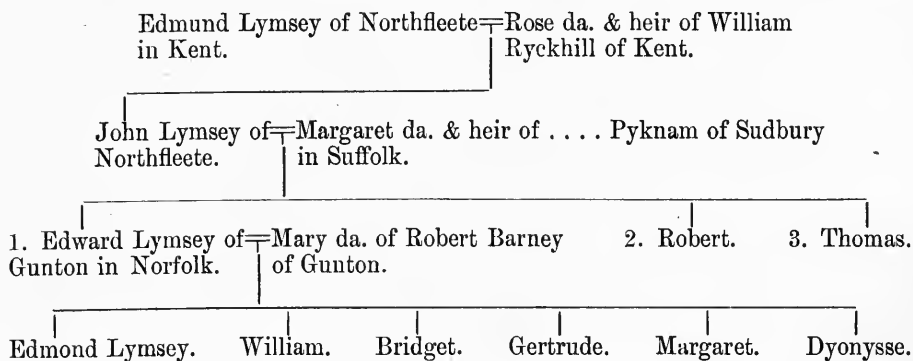 Edmund Lymsey of Northfleete=Rose da. & heir of William
in Kent. Ryckhill of Kent.
John Lymsey of=Margaret da. & heir of . . . . Pyknam of Sudbury
Northfleete. in Suffolk.
1. Edward Lymsey of=Mary da. of Robert Barney 2. Robert. 3. Thomas.
Gunton in Norfolk. of Gunton.
Edmond Lymsey. William. Bridget. Gertrude. Margaret. Dyonysse.